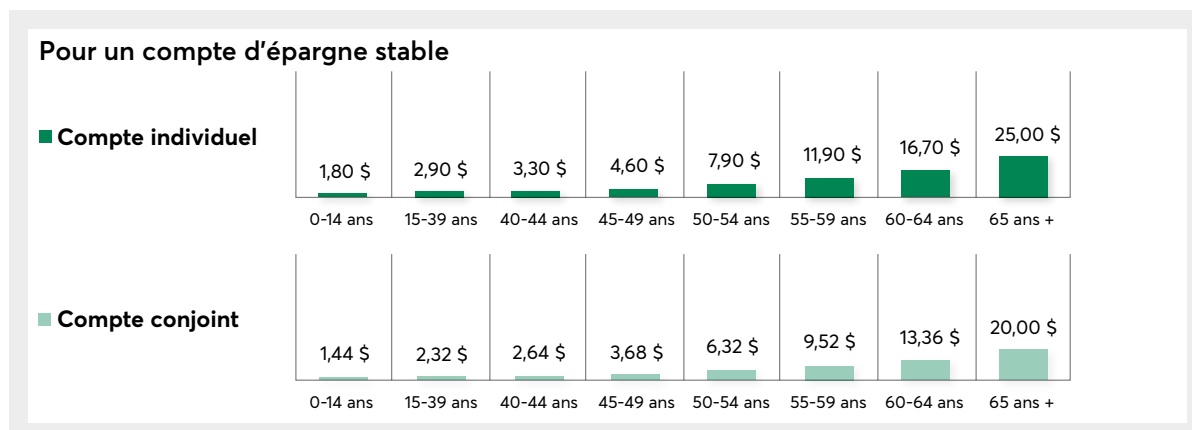 Pour un compte d'épargne stable
Compte individuel
1,80 $ 2,90 $ 3,30 $ 4,60 $ 7,90 $ 11,90 $ 16,70 $ 25,00 $
0-14 ans 15-39 ans 40-44 ans 45-49 ans 50-54 ans 55-59 ans 60-64 ans 65 ans +
Compte conjoint
1,44 $ 2,32 $ 2,64 $ 3,68 $ 6,32 $ 9,52 $ 13,36 $ 20,00 $
0-14 ans 15-39 ans 40-44 ans 45-49 ans 50-54 ans 55-59 ans 60-64 ans 65 ans +